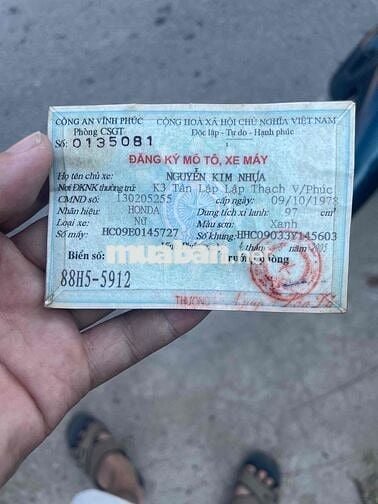 CÔNG AN VĨNH PHÚC
Phòng CSGT
Số: 0135081
CỘNG HOÀ XÃ HỘI CHỦ NGHĨA VIỆT NAM
Độc lập - Tự do - Hạnh phúc
ĐĂNG KÝ MÔ TÔ, XE MÁY
Họ tên chủ xe: NGUYỄN KIM NHỰA
Nơi ĐKNK thường trú: K3 Tân Lập Lập Thạch V/Phúc
CMND số: 130205255 cấp ngày: 09/10/1978
Nhãn hiệu: HONDA Dung tích xi lanh: 97 cm³
Loại xe: Nữ Màu sơn: Xanh
Số máy: HC09E0145727 Số khung: HHC09033Y145603
muabanxe
Biển số:
88H5-5912
THƯỢNG